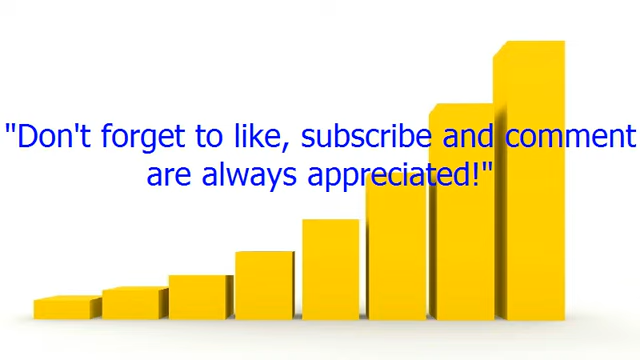 "Don't forget to like, subscribe and comment
are always appreciated!"